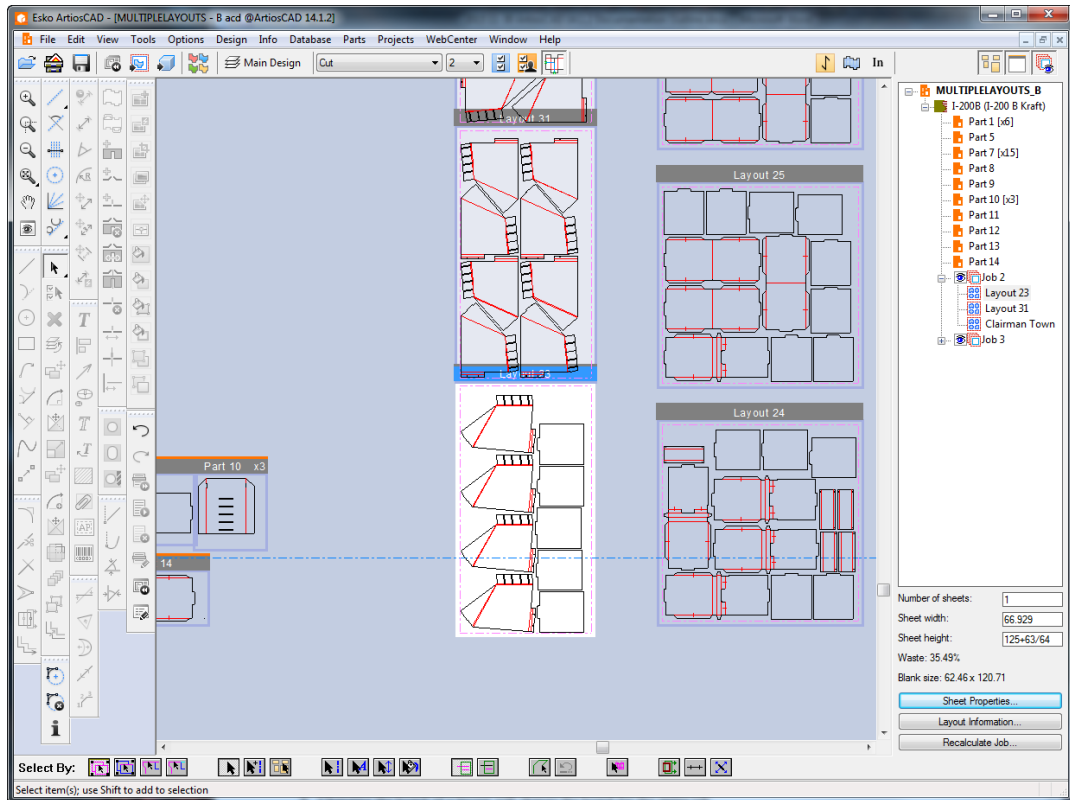 Esko ArtiosCAD - [MULTIPLELAYOUTS - B acd @ArtiosCAD 14.1.2]
File Edit View Tools Options Design Info Database Parts Projects WebCenter Window Help
Main Design Cut 2 In
Layout 31
Layout 25
Layout 23
Layout 24
Part 10 x3
14
MULTIPLELAYOUTS_B
I-200B (I-200 B Kraft)
Part 1 [x6]
Part 5
Part 7 [x15]
Part 8
Part 9
Part 10 [x3]
Part 11
Part 12
Part 13
Part 14
Job 2
Layout 23
Layout 31
Clairman Town
Job 3
Number of sheets: 1
Sheet width: 66.929
Sheet height: 125+63/64
Waste: 35.49%
Blank size: 62.46 x 120.71
Sheet Properties...
Layout Information...
Recalculate Job...
Select By:
Select item(s); use Shift to add to selection